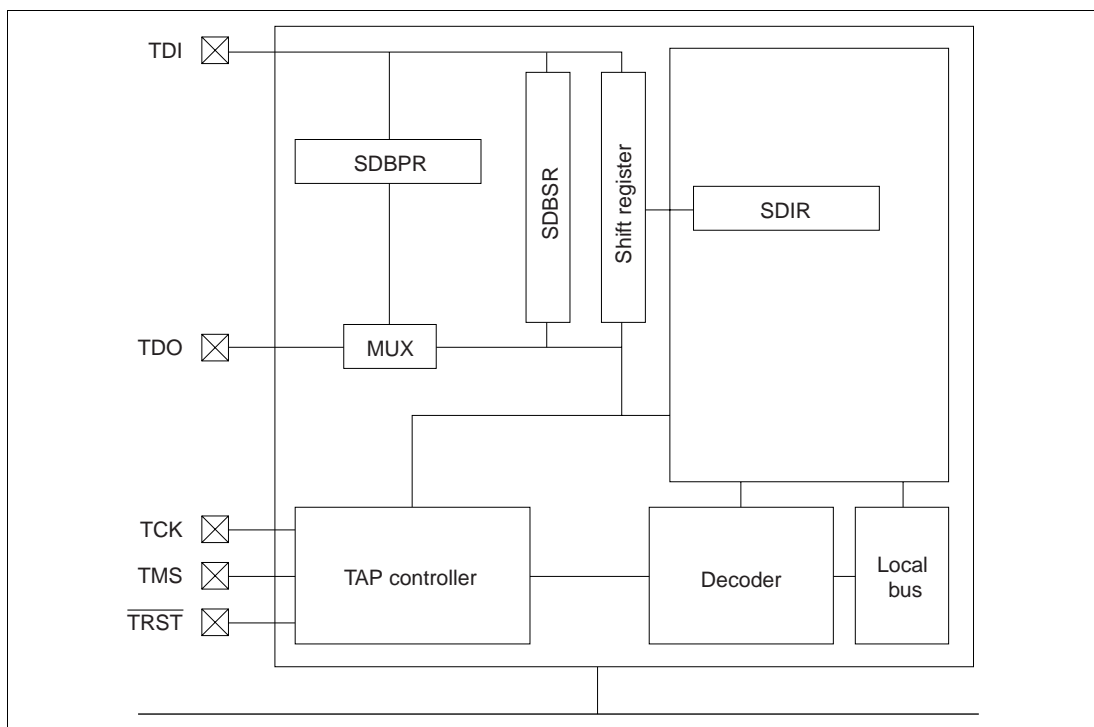 TDI
SDBPR
SDBSR
Shift register
SDIR
TDO
MUX
TCK
TMS
TRST
TAP controller
Decoder
Local
bus